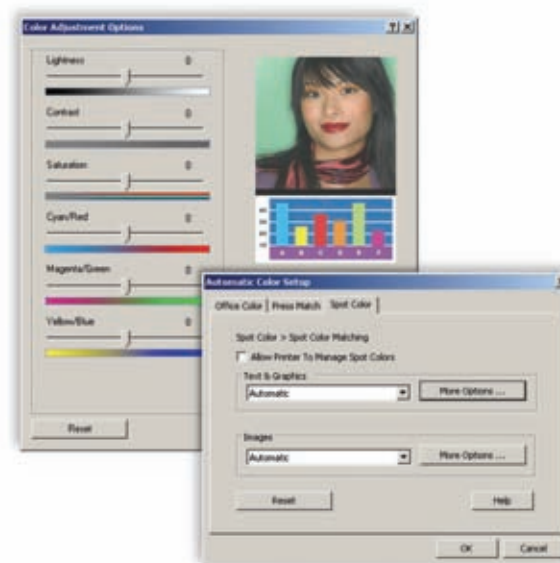 Color Adjustment Options
Lightness 0
Contrast 0
Saturation 0
Cyan/Red 0
Magenta/Green 0
Yellow/Blue 0
Reset
A B C D E F
Automatic Color Setup
Office Color Press Match Spot Color
Spot Color > Spot Color Matching
Allow Printer To Manage Spot Colors
Text & Graphics
Automatic More Options ...
Images
Automatic More Options ...
Reset Help
OK Cancel